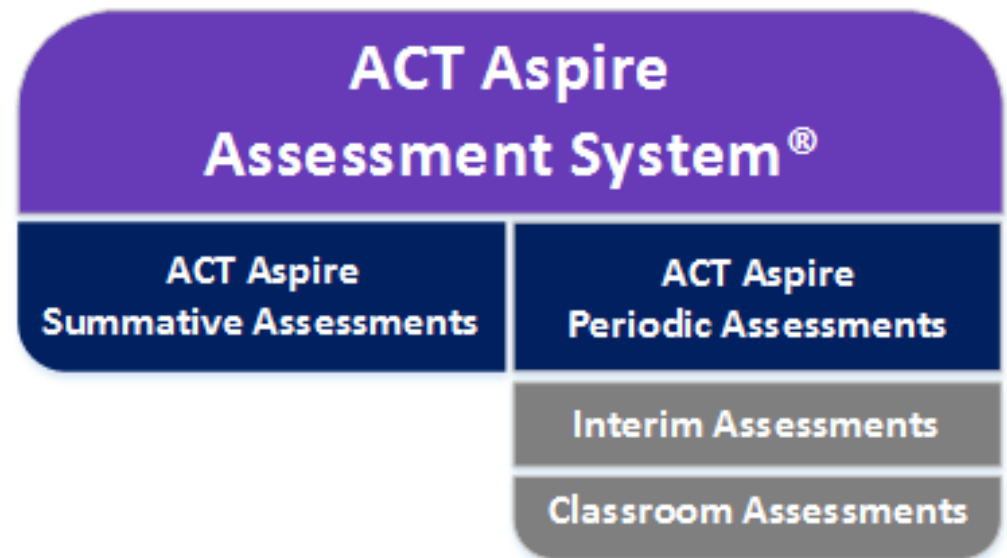 ACT Aspire
Assessment System®
ACT Aspire
Summative Assessments
ACT Aspire
Periodic Assessments
Interim Assessments
Classroom Assessments